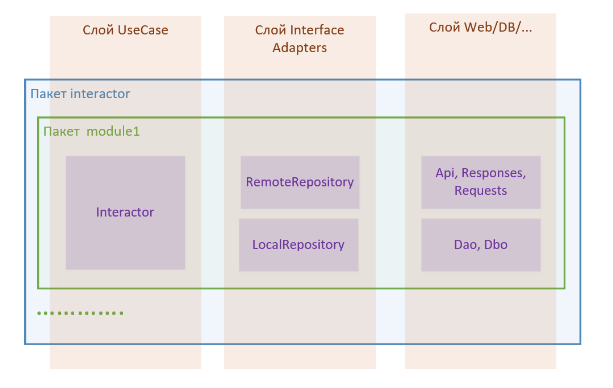 Слой UseCase
Слой Interface
Adapters
Слой Web/DB/...
Пакет interactor
Пакет module1
Interactor
RemoteRepository
LocalRepository
Api, Responses,
Requests
Dao, Dbo